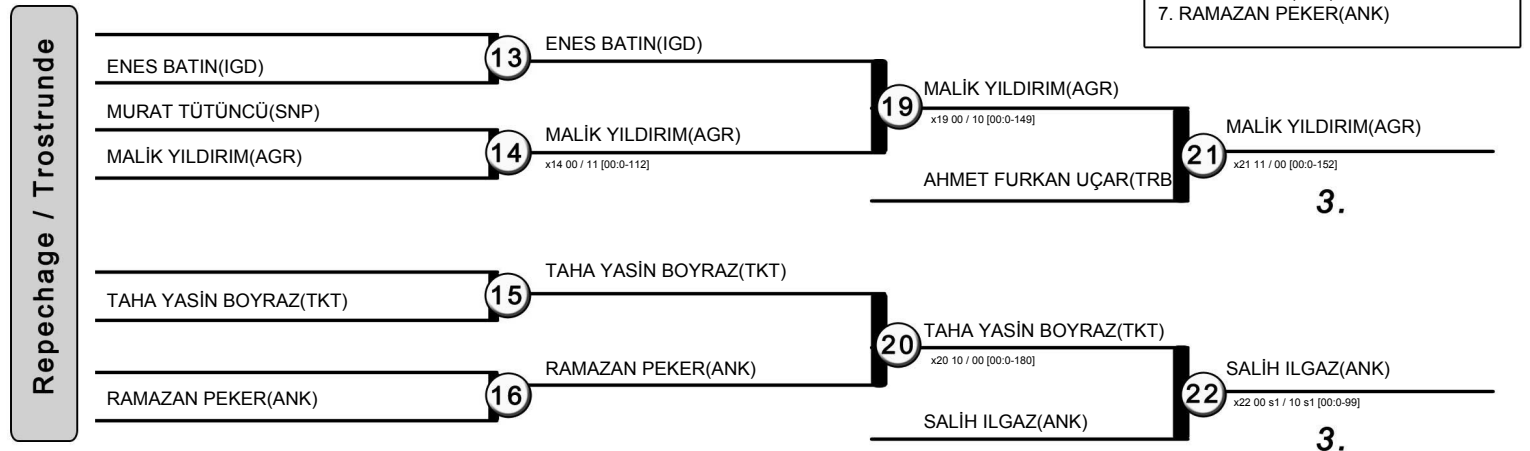 Repechage / Trostrunde
7. RAMAZAN PEKER(ANK)
ENES BATIN(IGD)
13
ENES BATIN(IGD)
MURAT TÜTÜNCÜ(SNP)
MALİK YILDIRIM(AGR)
14
MALİK YILDIRIM(AGR)
x14 00 / 11 [00:0-112]
19
MALİK YILDIRIM(AGR)
x19 00 / 10 [00:0-149]
AHMET FURKAN UÇAR(TRB
21
MALİK YILDIRIM(AGR)
x21 11 / 00 [00:0-152]
3.
TAHA YASİN BOYRAZ(TKT)
15
TAHA YASİN BOYRAZ(TKT)
RAMAZAN PEKER(ANK)
16
RAMAZAN PEKER(ANK)
20
TAHA YASİN BOYRAZ(TKT)
x20 10 / 00 [00:0-180]
SALİH ILGAZ(ANK)
22
SALİH ILGAZ(ANK)
x22 00 s1 / 10 s1 [00:0-99]
3.